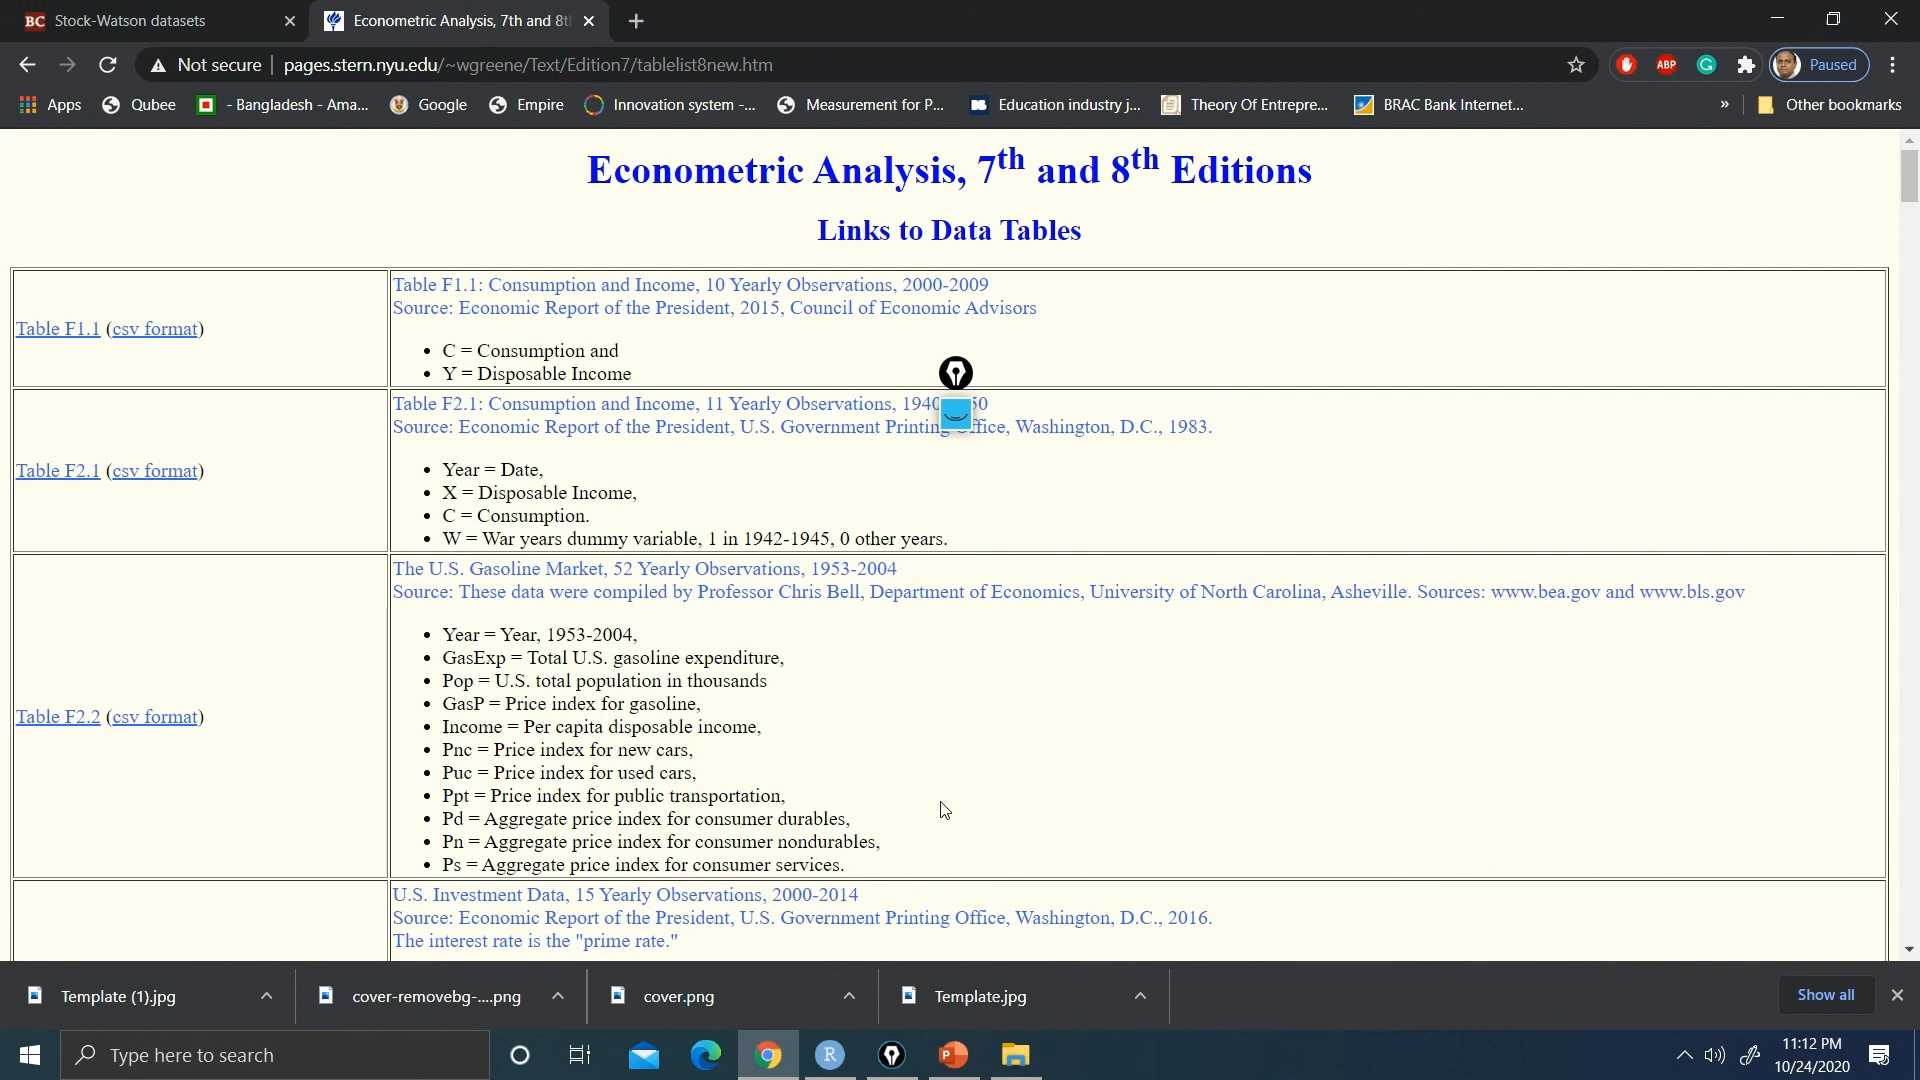 BC Stock-Watson datasets
Econometric Analysis, 7th and 8th
Not secure | pages.stern.nyu.edu/~wgreene/Text/Edition7/tablelist8new.htm
ABP
G
Paused
Apps
Qubee
- Bangladesh - Ama...
Google
Empire
Innovation system -...
Measurement for P...
Education industry j...
Theory Of Entrepre...
BRAC Bank Internet...
»
Other bookmarks
Econometric Analysis, 7th and 8th Editions
Links to Data Tables
Table F1.1 (csv format)
Table F1.1: Consumption and Income, 10 Yearly Observations, 2000-2009
Source: Economic Report of the President, 2015, Council of Economic Advisors
• C = Consumption and
• Y = Disposable Income
Table F2.1 (csv format)
Table F2.1: Consumption and Income, 11 Yearly Observations,
Source: Economic Report of the President, U.S. Government Printing Office, Washington, D.C., 1983.
• Year = Date,
• X = Disposable Income,
• C = Consumption.
• W = War years dummy variable, 1 in 1942-1945, 0 other years.
Table F2.2 (csv format)
The U.S. Gasoline Market, 52 Yearly Observations, 1953-2004
Source: These data were compiled by Professor Chris Bell, Department of Economics, University of North Carolina, Asheville. Sources: www.bea.gov and www.bls.gov
• Year = Year, 1953-2004,
• GasExp = Total U.S. gasoline expenditure,
• Pop = U.S. total population in thousands
• GasP = Price index for gasoline,
• Income = Per capita disposable income,
• Pnc = Price index for new cars,
• Puc = Price index for used cars,
• Ppt = Price index for public transportation,
• Pd = Aggregate price index for consumer durables,
• Pn = Aggregate price index for consumer nondurables,
• Ps = Aggregate price index for consumer services.
U.S. Investment Data, 15 Yearly Observations, 2000-2014
Source: Economic Report of the President, U.S. Government Printing Office, Washington, D.C., 2016.
The interest rate is the "prime rate."
Template (1).jpg
cover-removebg-....png
cover.png
Template.jpg
Show all
Type here to search
R
P
11:12 PM
10/24/2020